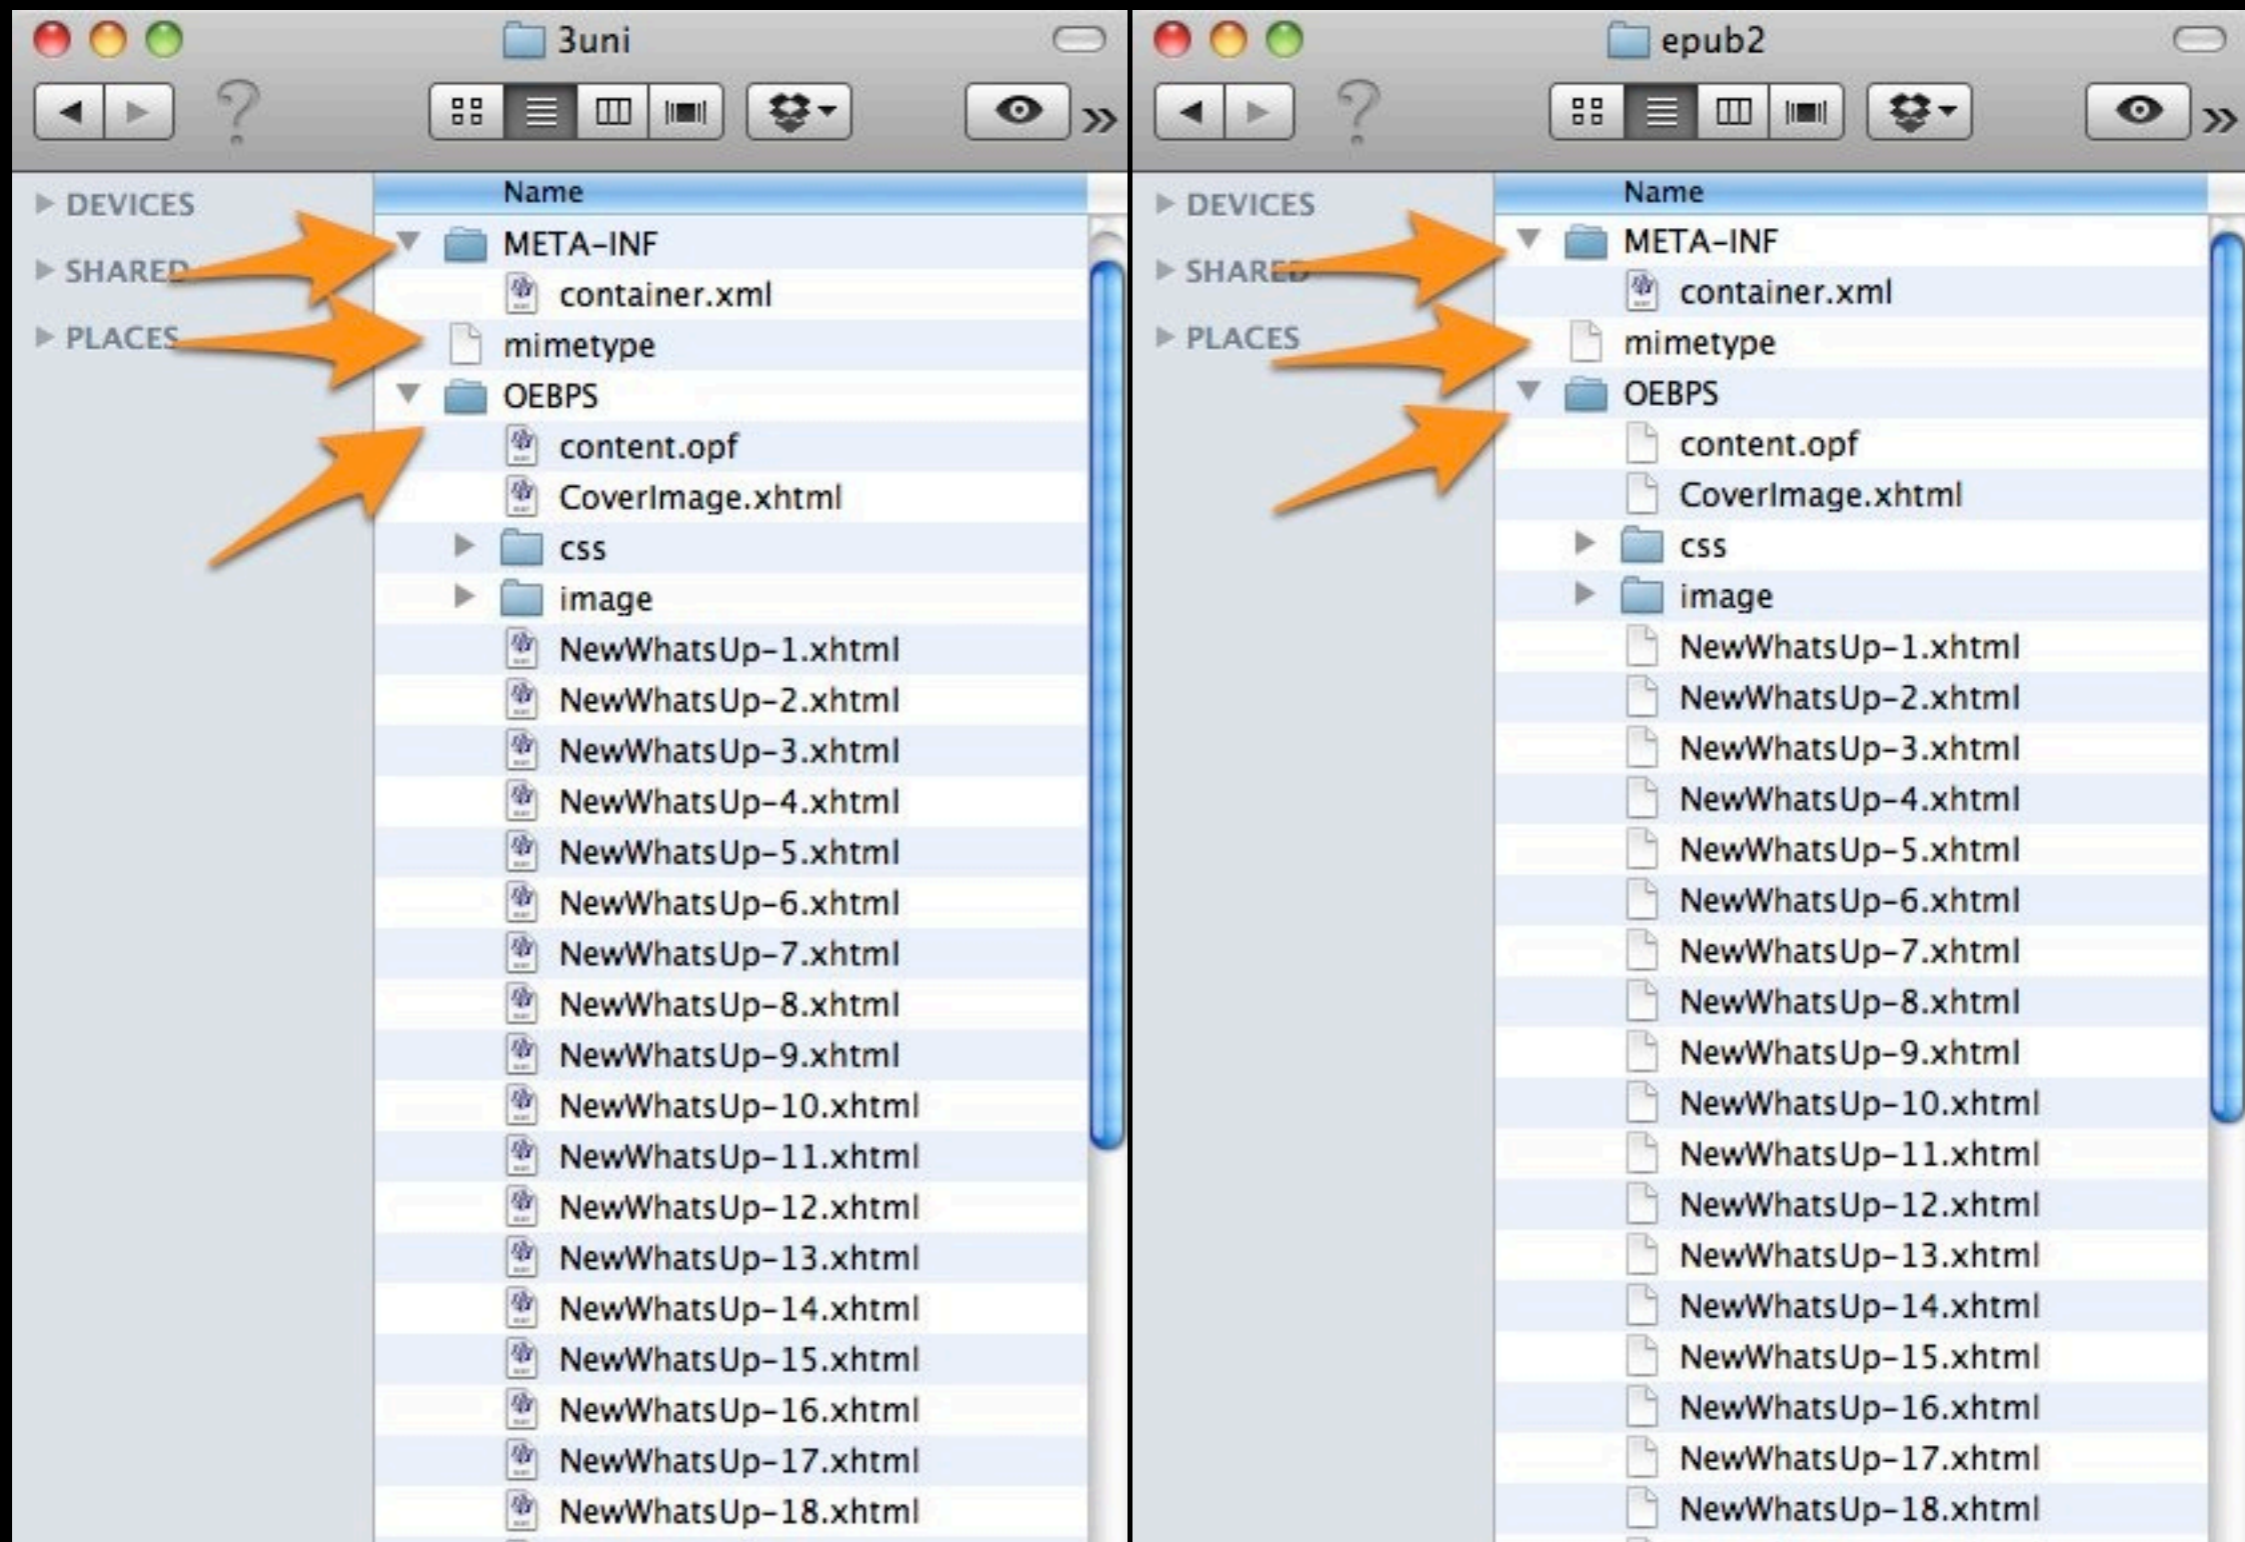 3uni
DEVICES
SHARED
PLACES
Name
META-INF
container.xml
mimetype
OEBPS
content.opf
CoverImage.xhtml
css
image
NewWhatsUp-1.xhtml
NewWhatsUp-2.xhtml
NewWhatsUp-3.xhtml
NewWhatsUp-4.xhtml
NewWhatsUp-5.xhtml
NewWhatsUp-6.xhtml
NewWhatsUp-7.xhtml
NewWhatsUp-8.xhtml
NewWhatsUp-9.xhtml
NewWhatsUp-10.xhtml
NewWhatsUp-11.xhtml
NewWhatsUp-12.xhtml
NewWhatsUp-13.xhtml
NewWhatsUp-14.xhtml
NewWhatsUp-15.xhtml
NewWhatsUp-16.xhtml
NewWhatsUp-17.xhtml
NewWhatsUp-18.xhtml
epub2
DEVICES
SHARED
PLACES
Name
META-INF
container.xml
mimetype
OEBPS
content.opf
CoverImage.xhtml
css
image
NewWhatsUp-1.xhtml
NewWhatsUp-2.xhtml
NewWhatsUp-3.xhtml
NewWhatsUp-4.xhtml
NewWhatsUp-5.xhtml
NewWhatsUp-6.xhtml
NewWhatsUp-7.xhtml
NewWhatsUp-8.xhtml
NewWhatsUp-9.xhtml
NewWhatsUp-10.xhtml
NewWhatsUp-11.xhtml
NewWhatsUp-12.xhtml
NewWhatsUp-13.xhtml
NewWhatsUp-14.xhtml
NewWhatsUp-15.xhtml
NewWhatsUp-16.xhtml
NewWhatsUp-17.xhtml
NewWhatsUp-18.xhtml